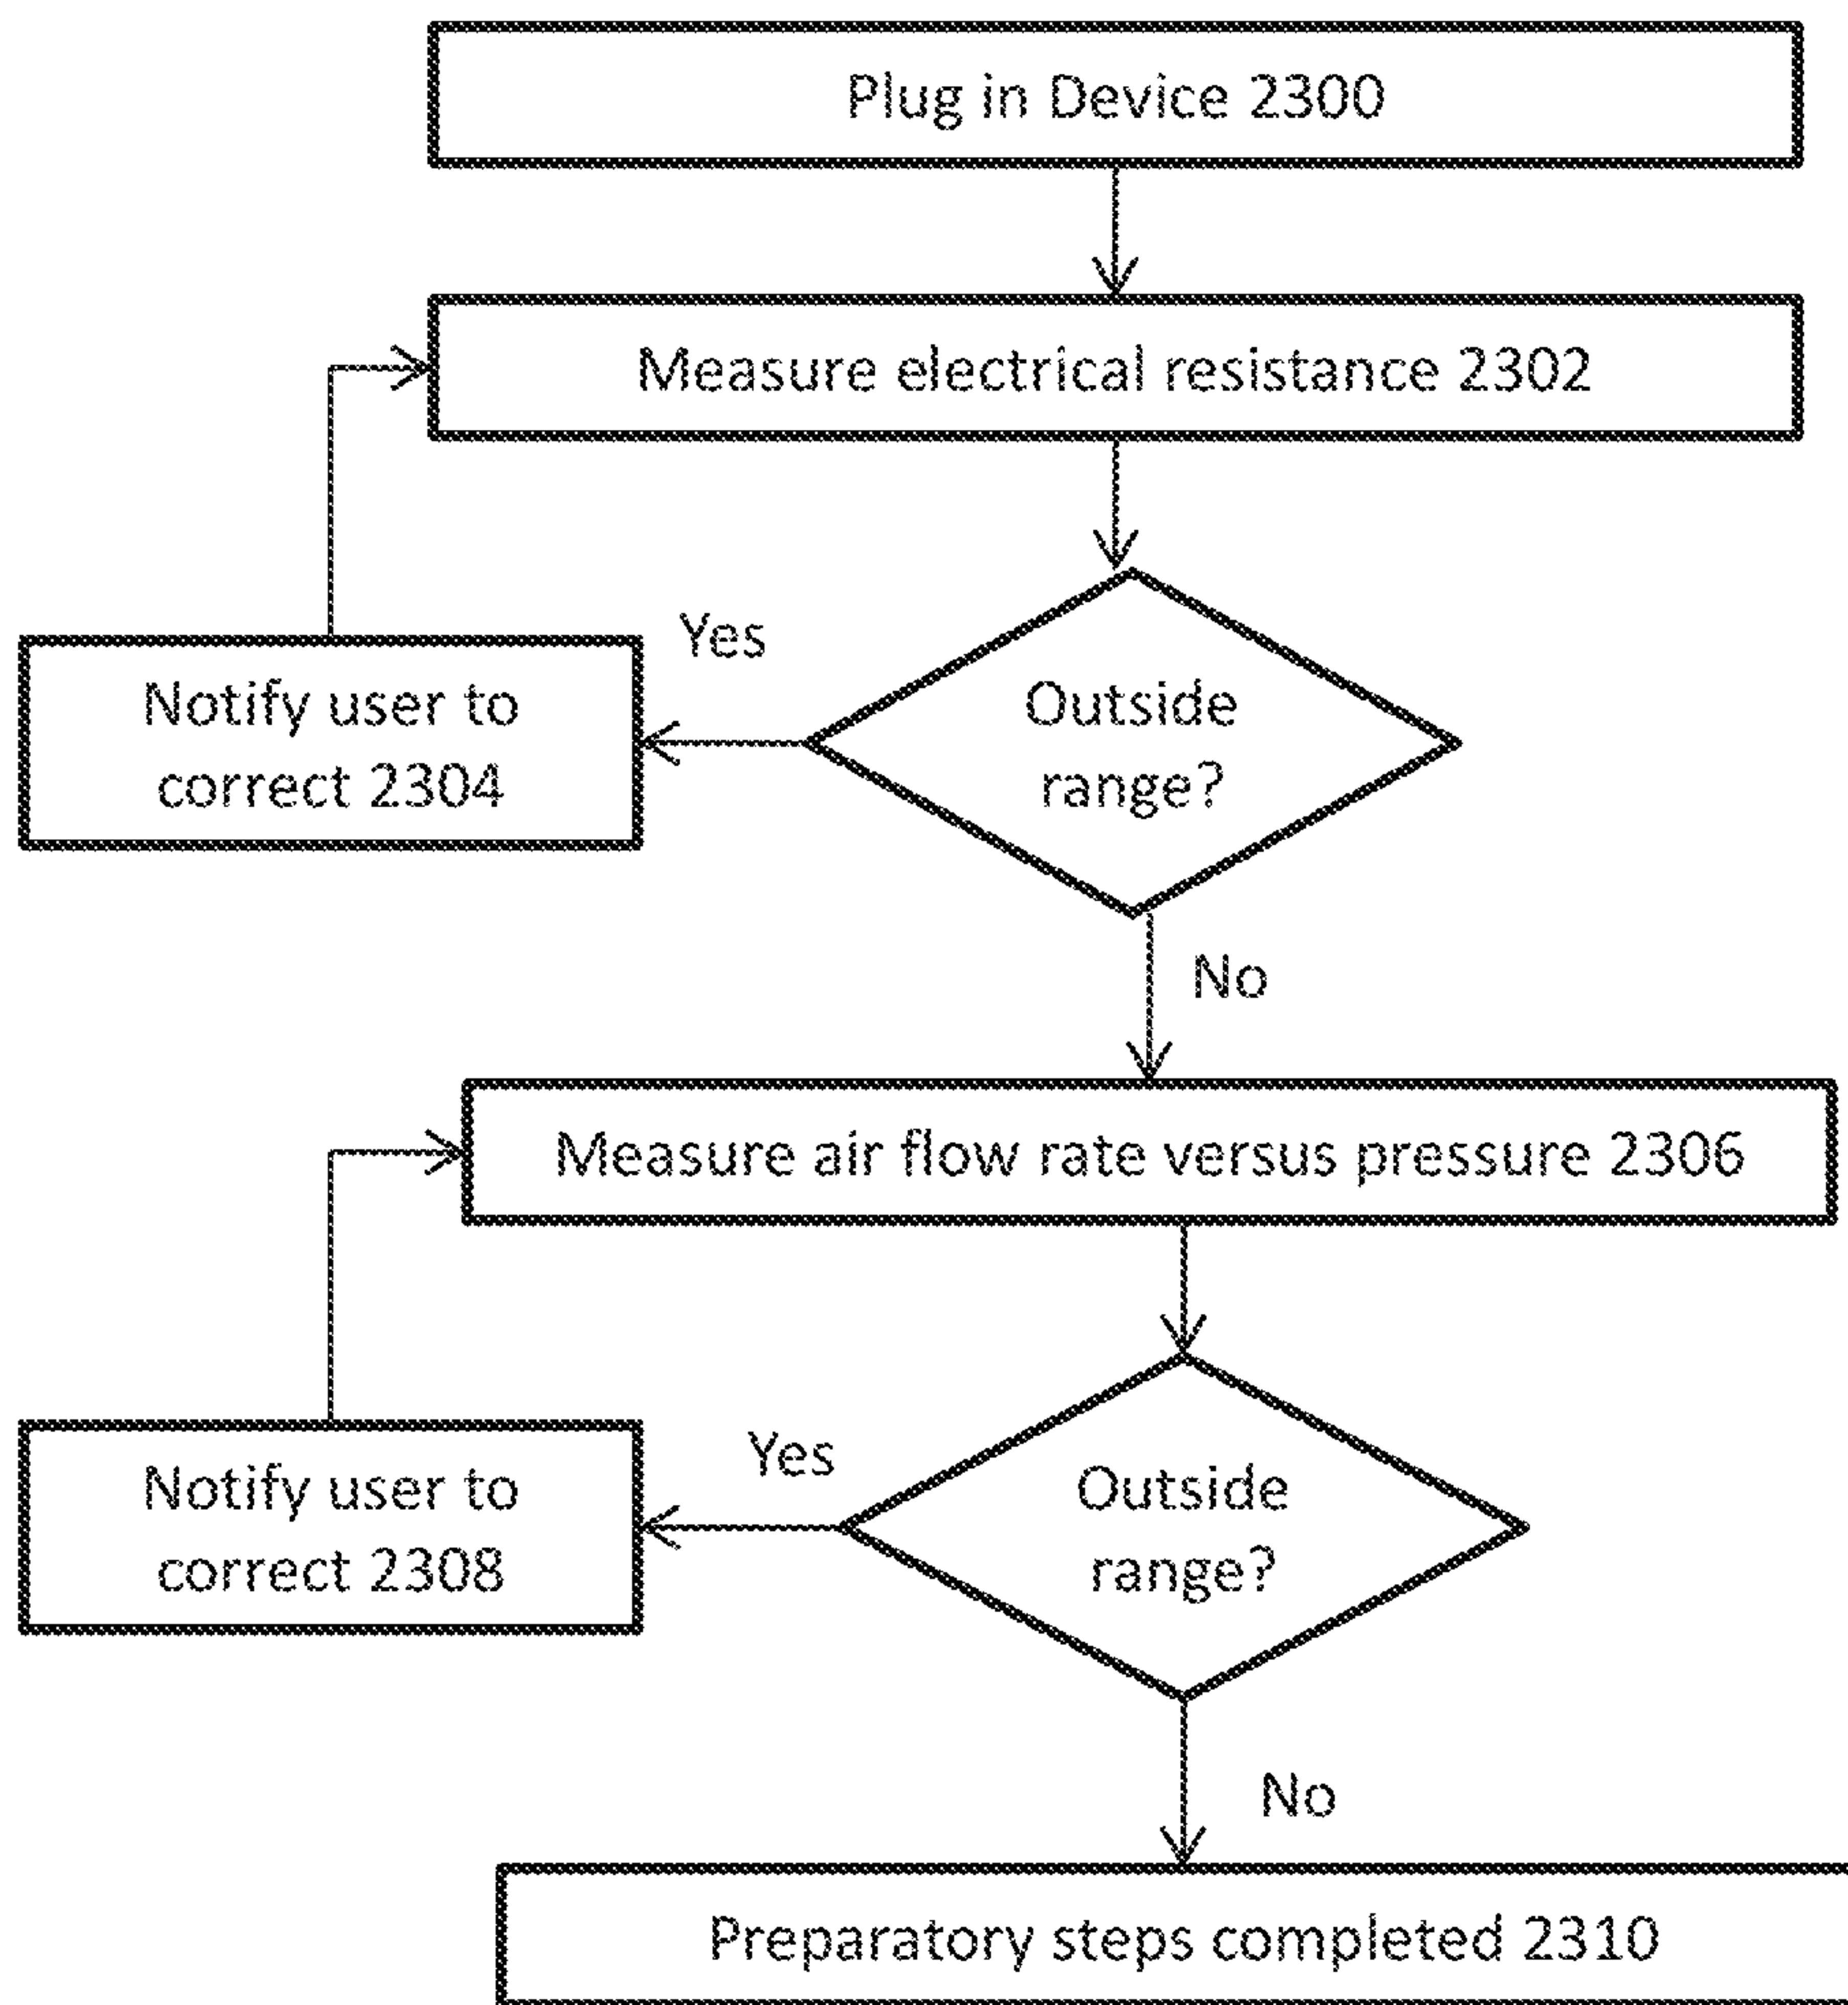 Plug in Device 2300
Measure electrical resistance 2302
Yes
Notify user to
correct 2304
Outside
range?
No
Measure air flow rate versus pressure 2306
Yes
Notify user to
correct 2308
Outside
range?
No
Preparatory steps completed 2310